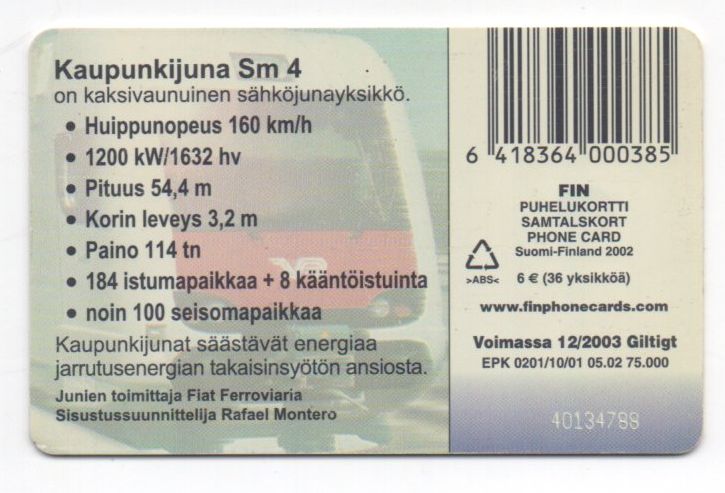 Kaupunkijuna Sm 4
on kaksivaunuinen sähköjunayksikkö.
• Huippunopeus 160 km/h
• 1200 kW/1632 hv
• Pituus 54,4 m
• Korin leveys 3,2 m
• Paino 114 tn
• 184 istumapaikkaa + 8 kääntöistuinta
• noin 100 seisomapaikkaa
Kaupunkijunat säästävät energiaa
jarrutusenergian takaisinsyötön ansiosta.
Junien toimittaja Fiat Ferroviaria
Sisustussuunnittelija Rafael Montero
6 418364 000385
FIN
PUHELUKORTTI
SAMTALSKORT
PHONE CARD
Suomi-Finland 2002
>ABS< 6 € (36 yksikköä)
www.finphonecards.com
Voimassa 12/2003 Giltigt
EPK 0201/10/01 05.02 75.000
40134788